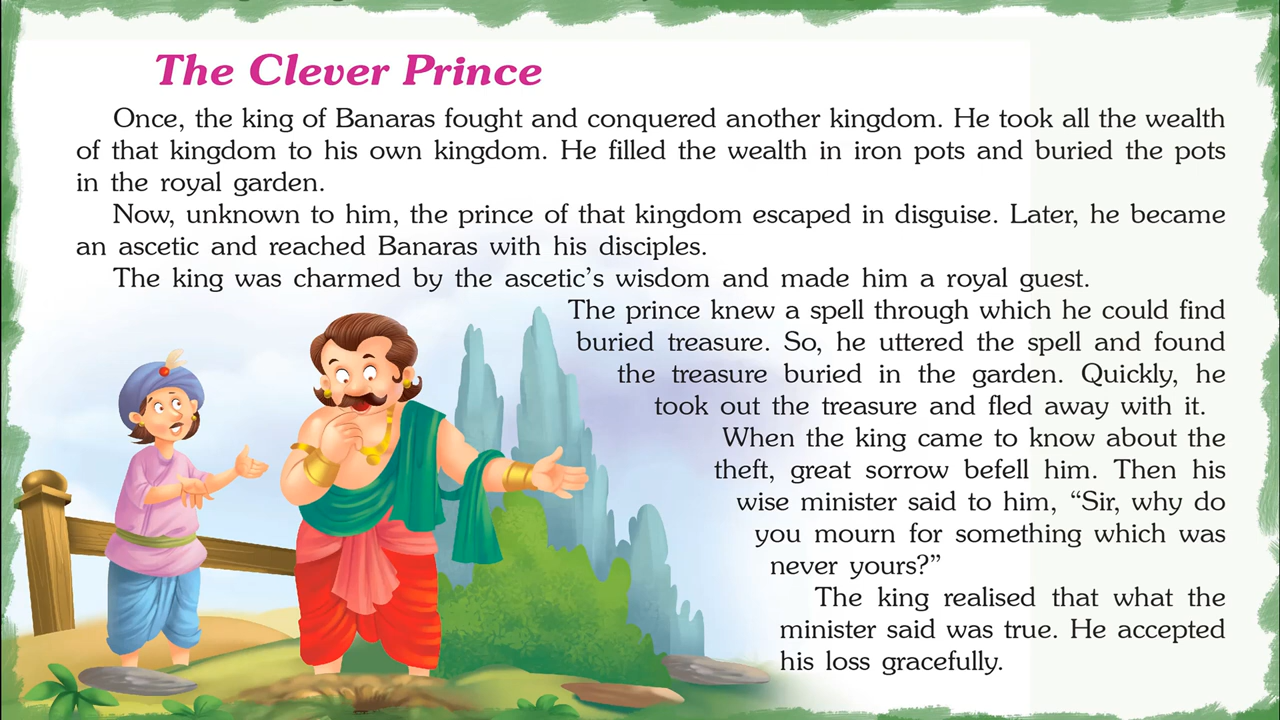 The Clever Prince
Once, the king of Banaras fought and conquered another kingdom. He took all the wealth
of that kingdom to his own kingdom. He filled the wealth in iron pots and buried the pots
in the royal garden.
Now, unknown to him, the prince of that kingdom escaped in disguise. Later, he became
an ascetic and reached Banaras with his disciples.
The king was charmed by the ascetic’s wisdom and made him a royal guest.
The prince knew a spell through which he could find
buried treasure. So, he uttered the spell and found
the treasure buried in the garden. Quickly, he
took out the treasure and fled away with it.
When the king came to know about the
theft, great sorrow befell him. Then his
wise minister said to him, “Sir, why do
you mourn for something which was
never yours?”
The king realised that what the
minister said was true. He accepted
his loss gracefully.